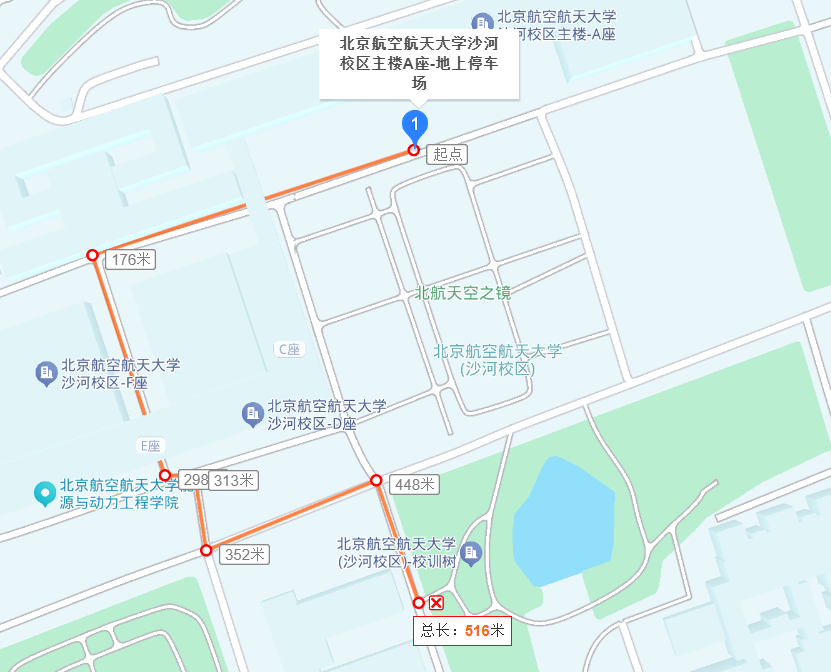 北京航空航天大学
沙河校区主楼-A座
北京航空航天大学沙河
校区主楼A座-地上停车
场
1
起点
176米
北航天空之镜
C座
北京航空航天大学
(沙河校区)
北京航空航天大学
沙河校区-F座
北京航空航天大学
沙河校区-D座
E座
298
313米
448米
北京航空航天大学
源与动力工程学院
352米
北京航空航天大学
(沙河校区)-校训树
总长：516米